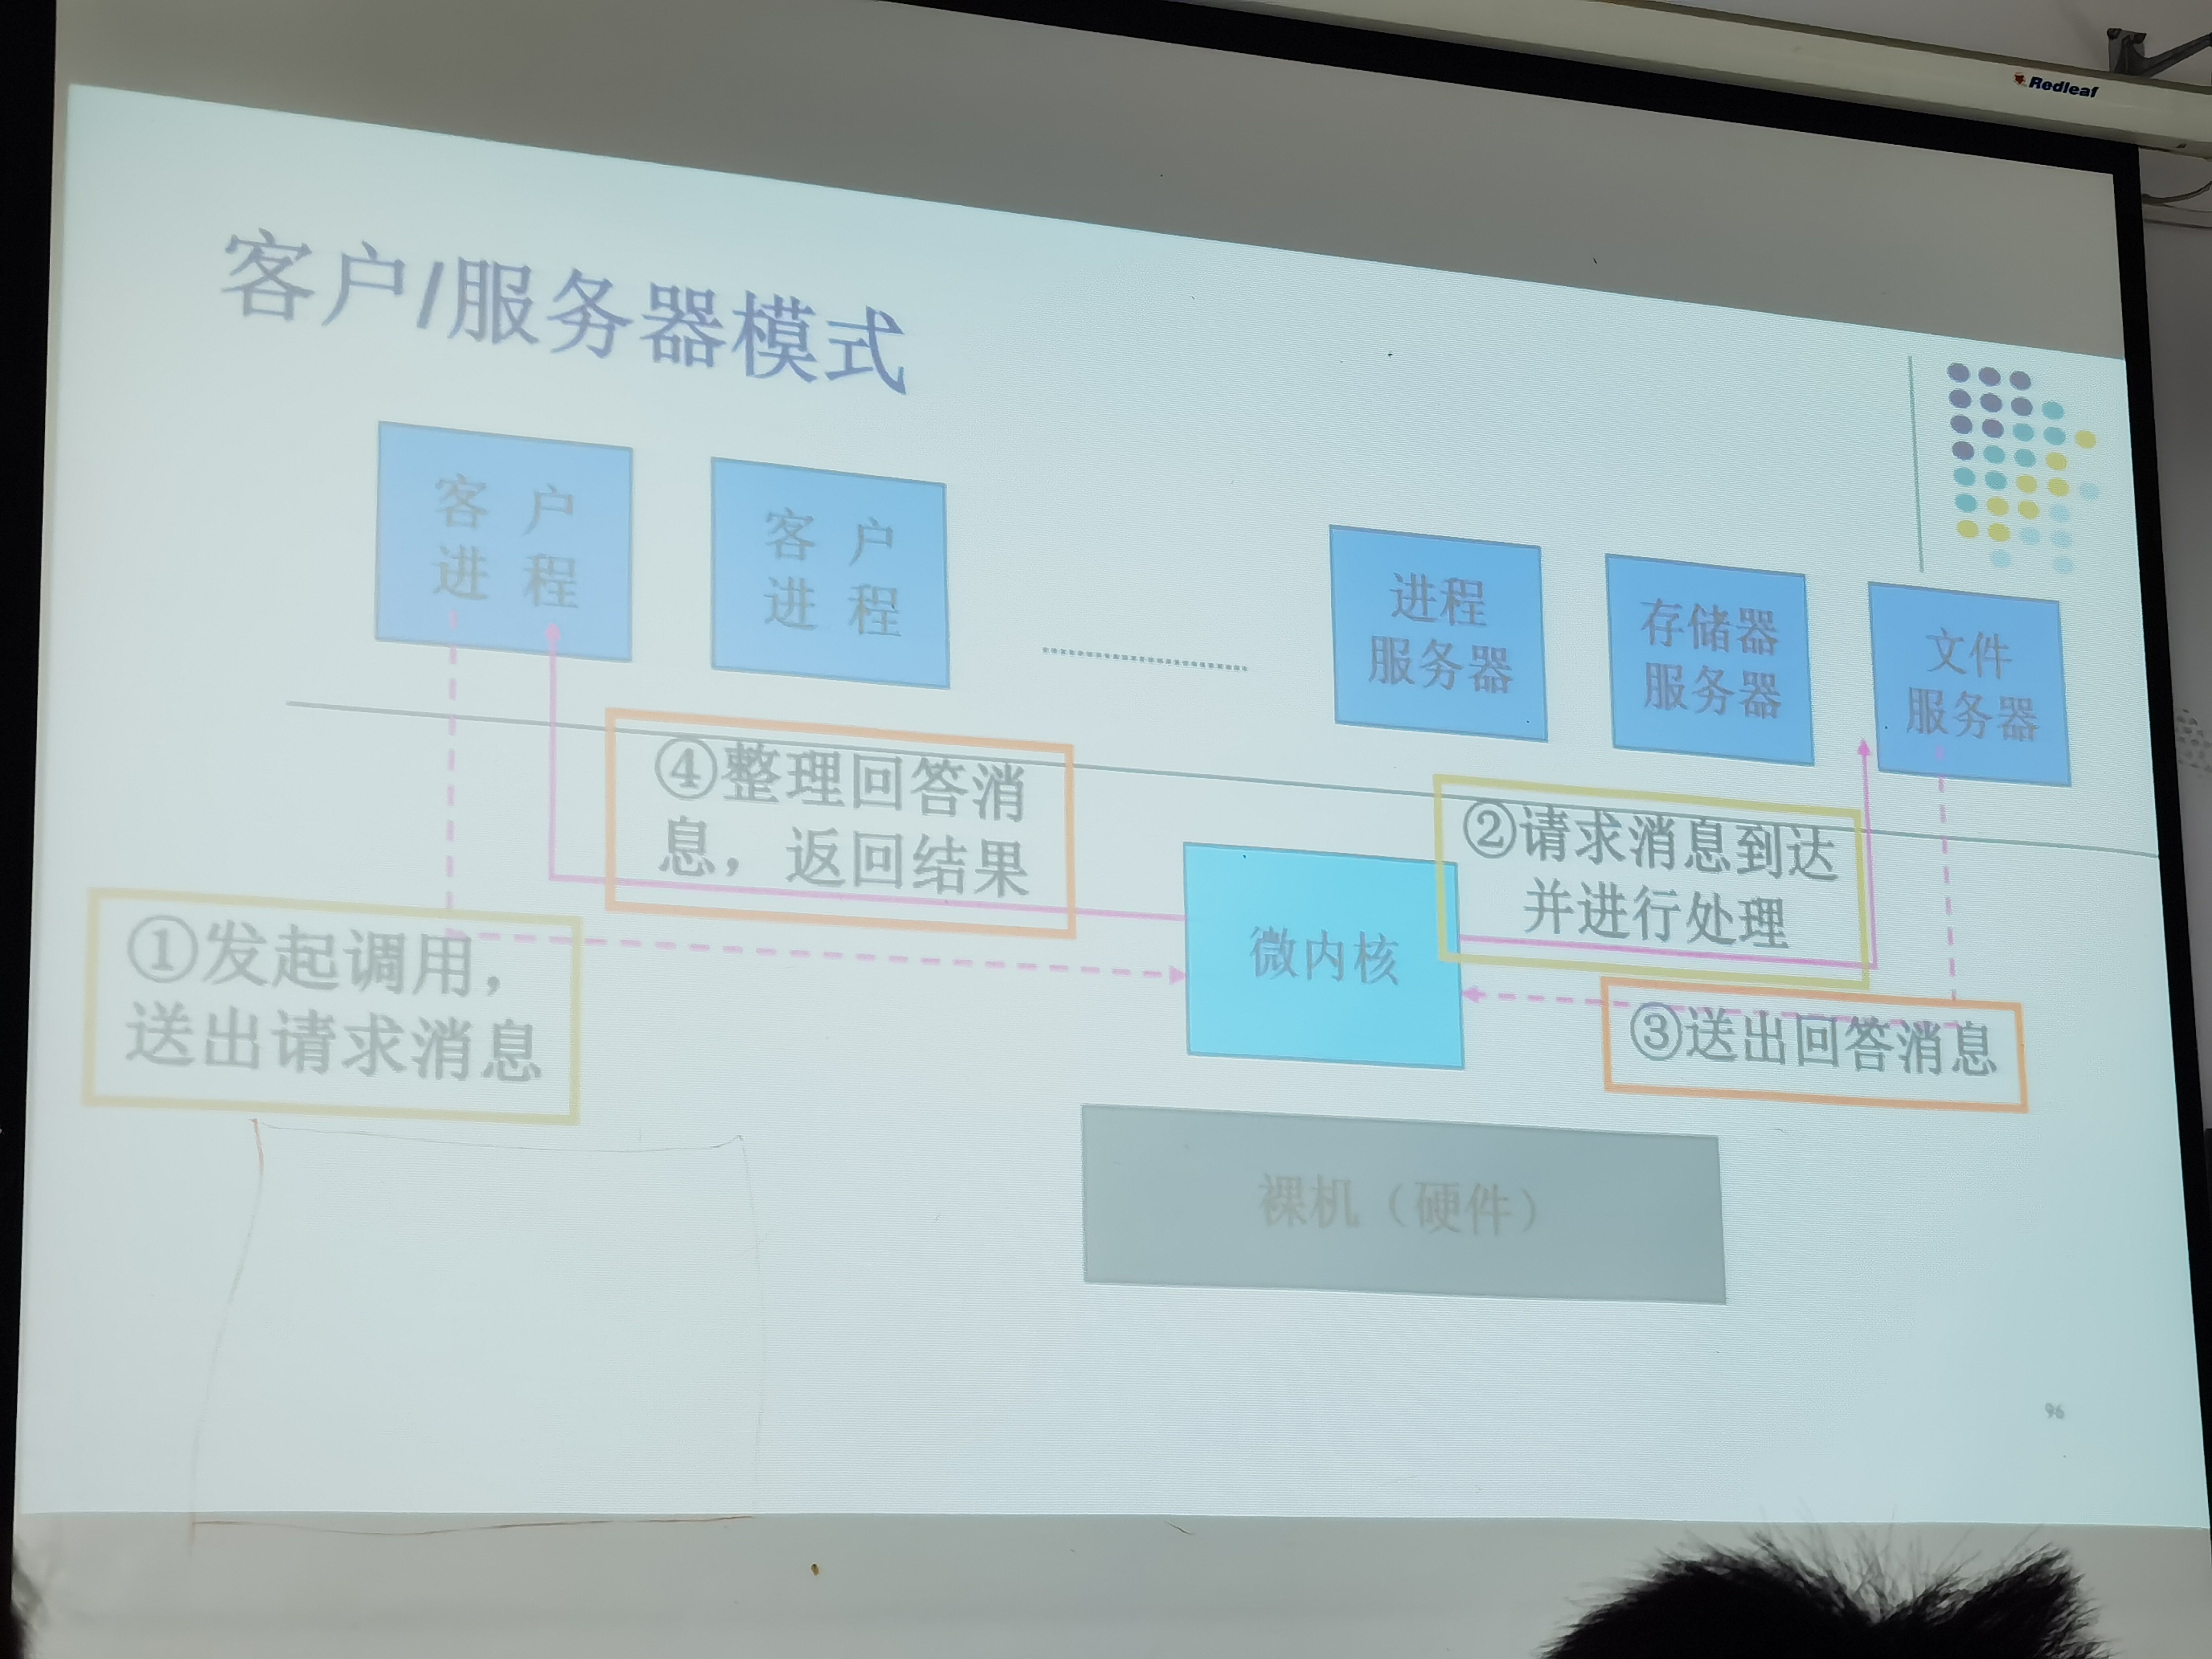 Redleaf
客户/服务器模式
客户
进程
客户
进程
进程
服务器
存储器
服务器
文件
服务器
④整理回答消
息，返回结果
②请求消息到达
并进行处理
①发起调用，
送出请求消息
微内核
③送出回答消息
裸机（硬件）
96